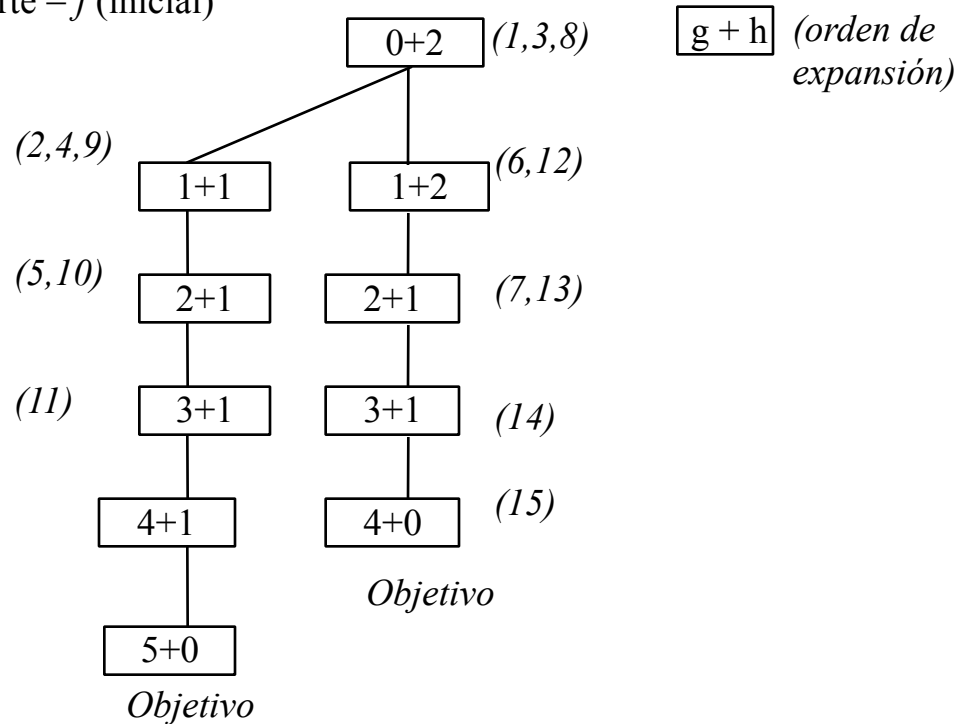 f (inicial)
0+2 (1,3,8)
g + h (orden de
expansión)
(2,4,9)
1+1
1+2 (6,12)
(5,10)
2+1
2+1 (7,13)
(11)
3+1
3+1 (14)
4+1
4+0 (15)
Objetivo
5+0
Objetivo